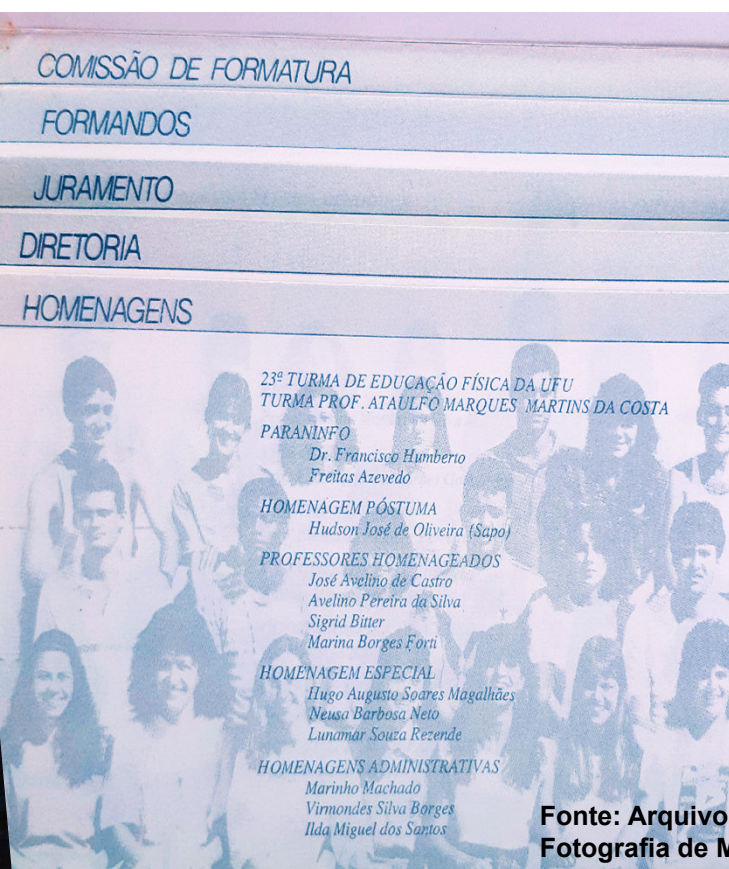 COMISSÃO DE FORMATURA
FORMANDOS
JURAMENTO
DIRETORIA
HOMENAGENS
23ª TURMA DE EDUCAÇÃO FÍSICA DA UFU
TURMA PROF. ATAULFO MARQUES MARTINS DA COSTA
PARANINFO
Dr. Francisco Humberto
Freitas Azevedo
HOMENAGEM PÓSTUMA
Hudson José de Oliveira (Sapo)
PROFESSORES HOMENAGEADOS
José Avelino de Castro
Avelino Pereira da Silva
Sigrid Bitter
Marina Borges Forti
HOMENAGEM ESPECIAL
Hugo Augusto Soares Magalhães
Neusa Barbosa Neto
Lunamar Souza Rezende
HOMENAGENS ADMINISTRATIVAS
Marinho Machado
Virmondes Silva Borges
Ilda Miguel dos Santos
Fonte: Arquivo
Fotografia de M